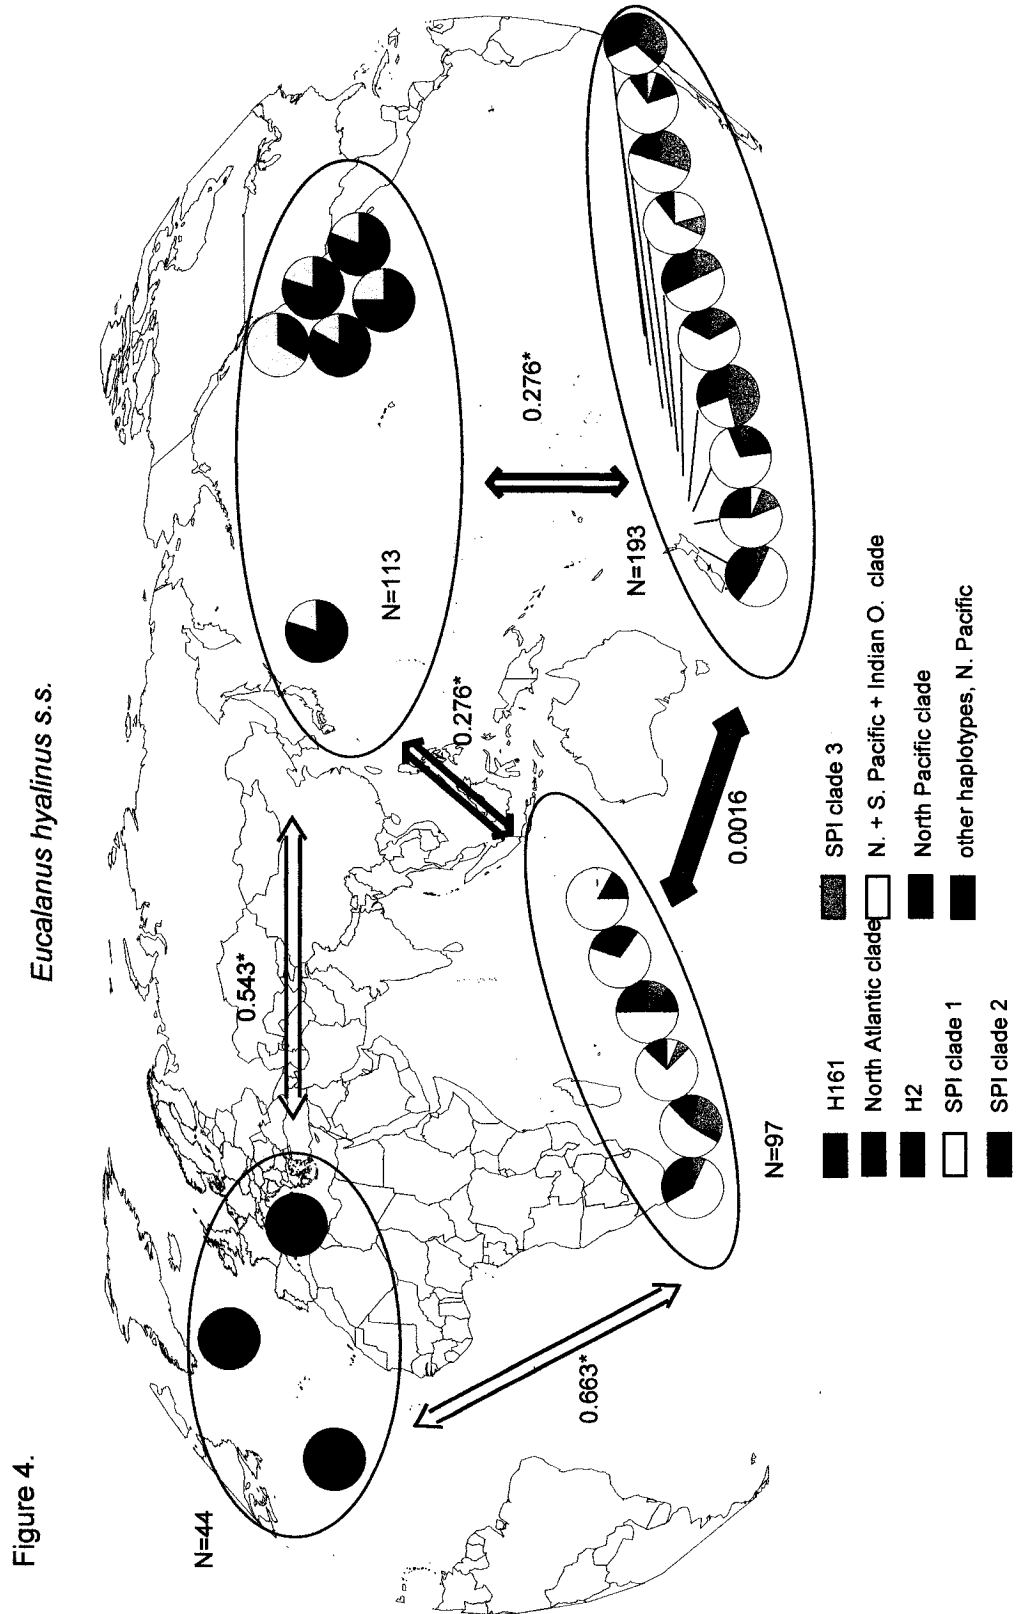 Figure 4.
Eucalanus hyalinus s.s.
N=44
0.543*
N=113
0.276*
0.276*
N=193
0.663*
0.0016
N=97
H161
North Atlantic clade
H2
SPI clade 1
SPI clade 2
SPI clade 3
N. + S. Pacific + Indian O. clade
North Pacific clade
other haplotypes, N. Pacific